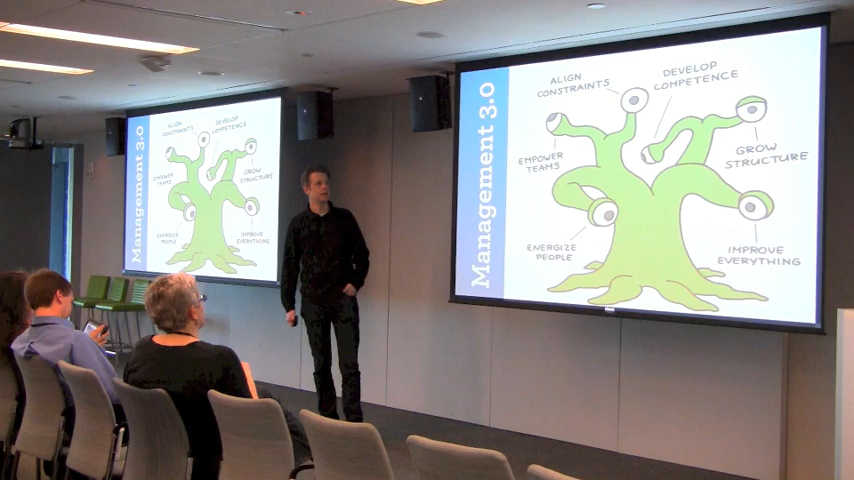 Management 3.0
ALIGN
CONSTRAINTS
DEVELOP
COMPETENCE
EMPOWER
TEAMS
GROW
STRUCTURE
ENERGIZE
PEOPLE
IMPROVE
EVERYTHING
Management 3.0
ALIGN
CONSTRAINTS
DEVELOP
COMPETENCE
EMPOWER
TEAMS
GROW
STRUCTURE
ENERGIZE
PEOPLE
IMPROVE
EVERYTHING